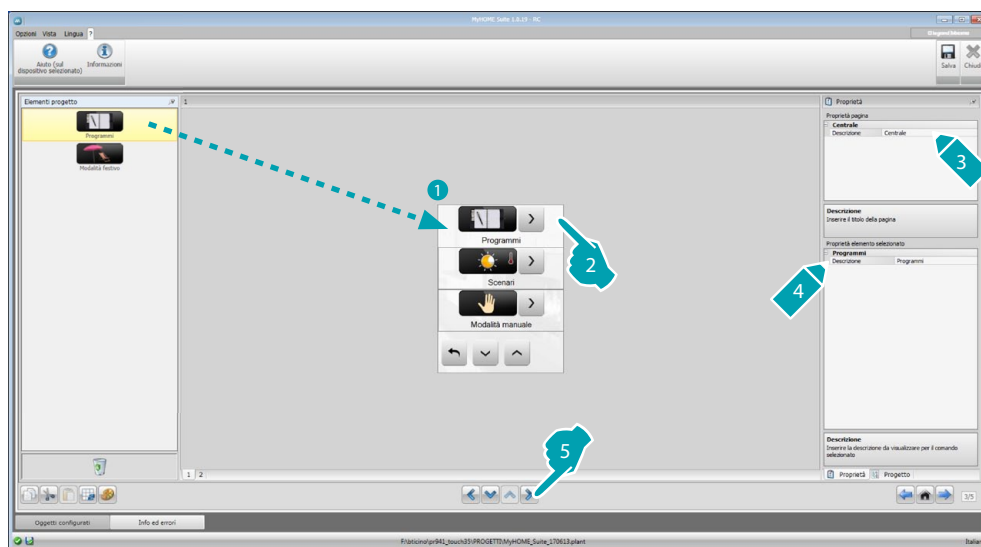 MyHOME Suite 1.0.29 - RC
Opzioni Vista Lingua ?
Aiuto (sul
dispositivo selezionato)
Informazioni
Salva
Chiudi
Elementi progetto
1
Programmi
Modalità festivo
1
Programmi
2
Scenari
Modalità manuale
5
1 2
Proprietà
Proprietà pagina
Centrale
Descrizione Centrale
3
Descrizione
Inserire il titolo della pagina
Proprietà elemento selezionato
Programmi
Descrizione Programmi
4
Descrizione
Inserire la descrizione da visualizzare per il comando
selezionato
Proprietà Progetto
3/5
Oggetti configurati Info ed errori
F:\bticino\pr941_touch35\PROGETTI\MyHOME_Suite_170613.plant
Italian